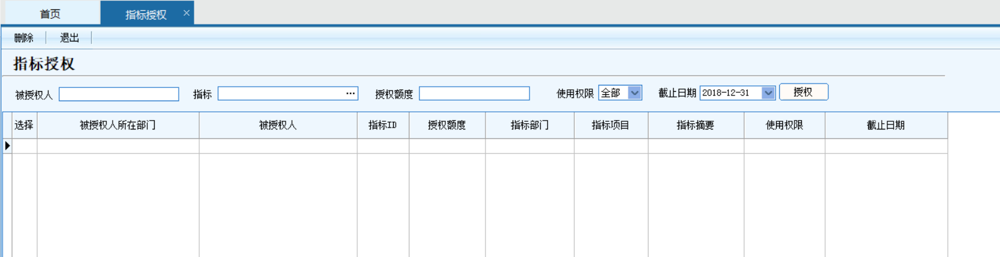 首页 指标授权 ×
删除 退出
指标授权
被授权人 指标 ... 授权额度 使用权限 全部 截止日期 2018-12-31 授权
选择 被授权人所在部门 被授权人 指标ID 授权额度 指标部门 指标项目 指标摘要 使用权限 截止日期